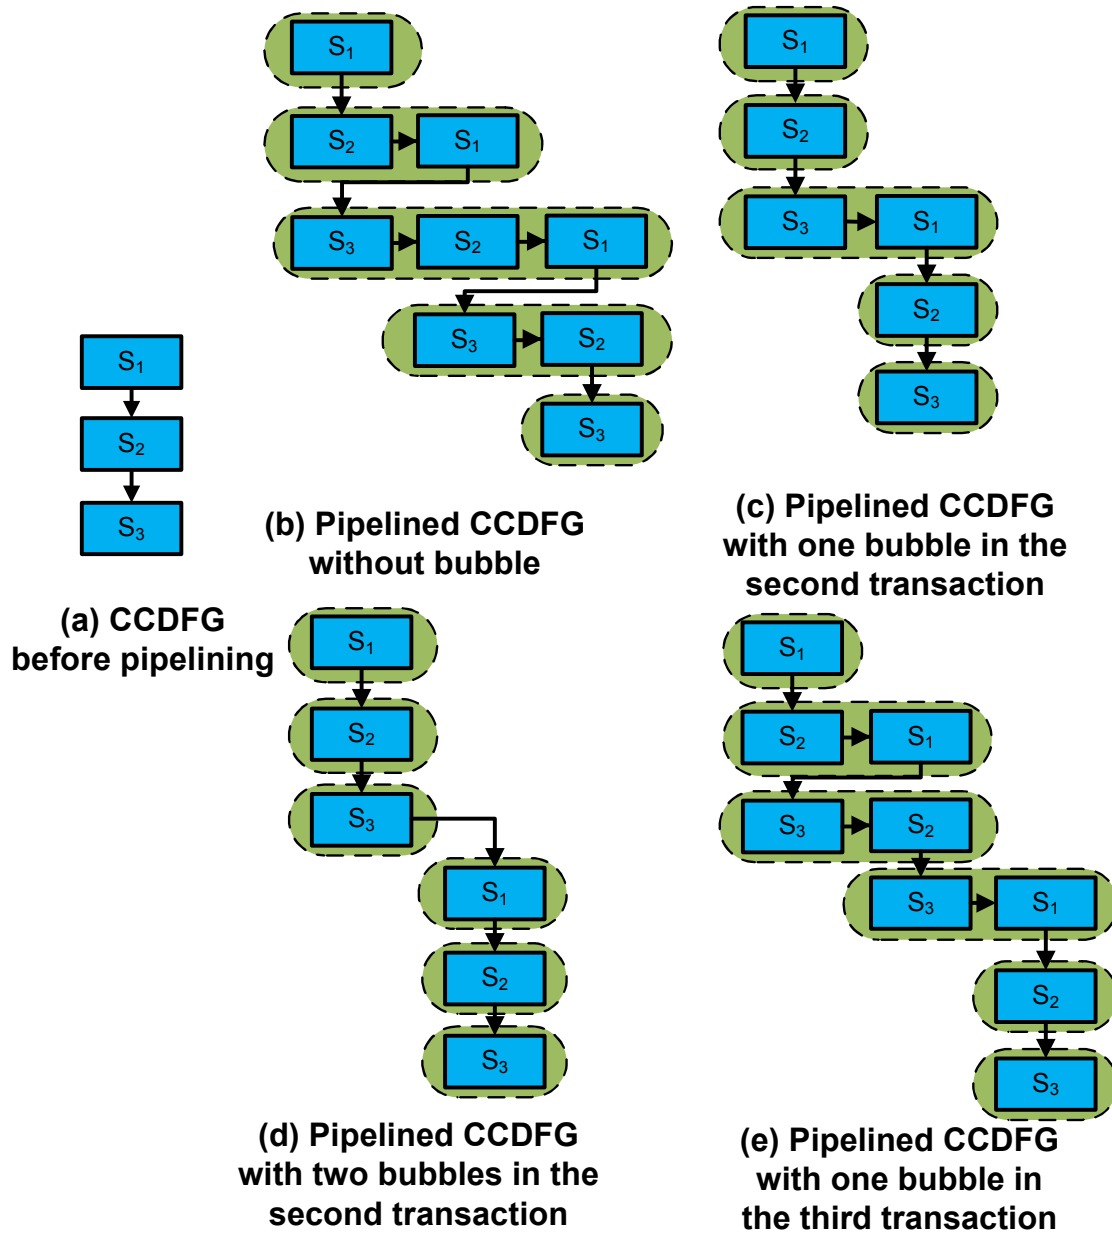 S1
S2
S3
(a) CCDFG
before pipelining
S1
S2 S1
S3 S2 S1
S3 S2
S3
(b) Pipelined CCDFG
without bubble
S1
S2
S3 S1
S2
S3
(c) Pipelined CCDFG
with one bubble in the
second transaction
S1
S2
S3
S1
S2
S3
(d) Pipelined CCDFG
with two bubbles in the
second transaction
S1
S2 S1
S3 S2
S3 S1
S2
S3
(e) Pipelined CCDFG
with one bubble in
the third transaction